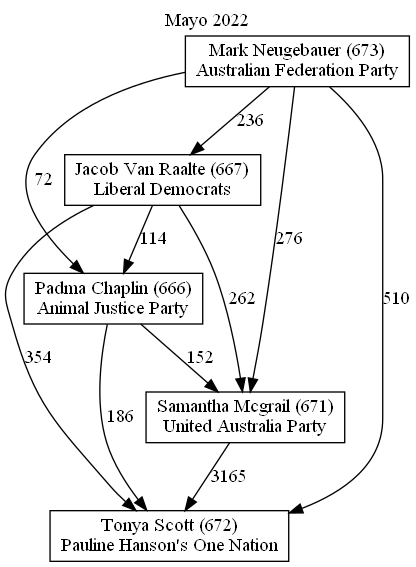 Mayo 2022
Mark Neugebauer (673)
Australian Federation Party
236
Jacob Van Raalte (667)
Liberal Democrats
72
114
276
Padma Chaplin (666)
Animal Justice Party
262
510
354
152
186
Samantha Mcgrail (671)
United Australia Party
3165
Tonya Scott (672)
Pauline Hanson's One Nation